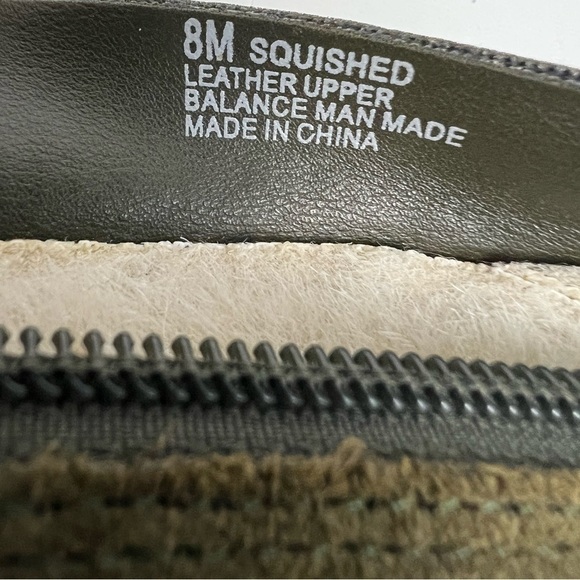 8M SQUISHED
LEATHER UPPER
BALANCE MAN MADE
MADE IN CHINA